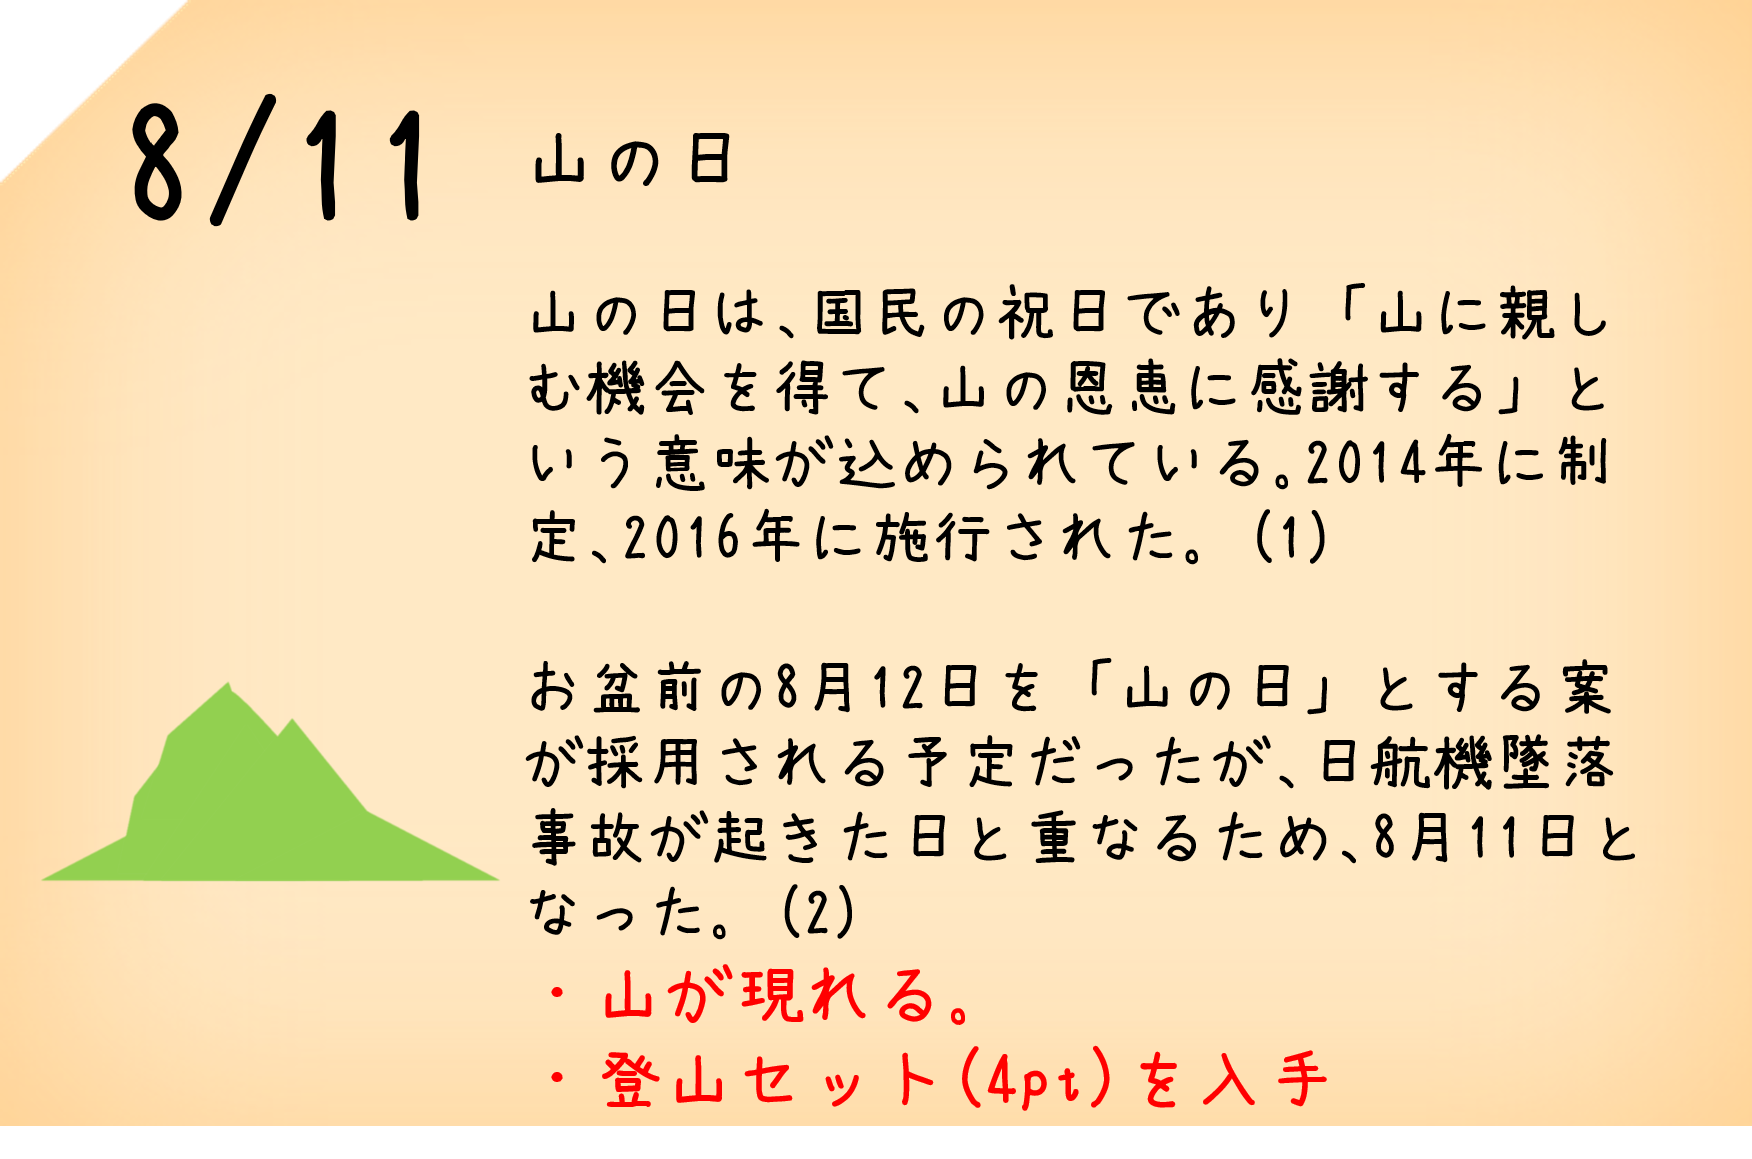 8/11 山の日
山の日は、国民の祝日であり「山に親し
む機会を得て、山の恩恵に感謝する」と
いう意味が込められている。2014年に制
定、2016年に施行された。(1)
お盆前の8月12日を「山の日」とする案
が採用される予定だったが、日航機墜落
事故が起きた日と重なるため、8月11日と
なった。(2)
・山が現れる。
・登山セット(4pt)を入手